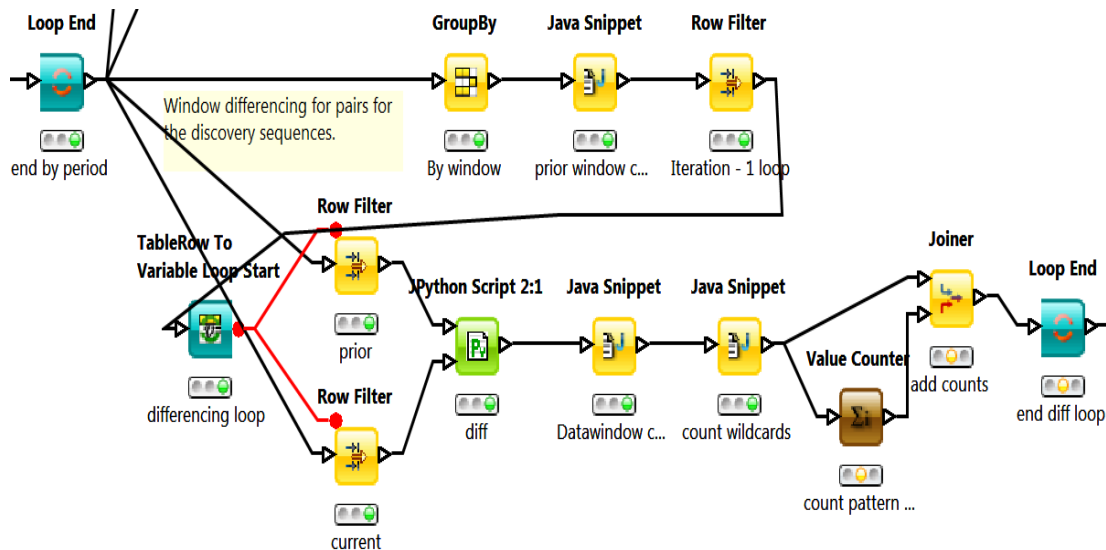 Loop End
GroupBy
Java Snippet
Row Filter
Window differencing for pairs for
the discovery sequences.
end by period
By window
prior window c...
Iteration - 1 loop
Row Filter
TableRow To
Variable Loop Start
JPython Script 2:1
Java Snippet
Java Snippet
Joiner
Loop End
prior
Value Counter
add counts
differencing loop
Row Filter
diff
Datawindow c...
count wildcards
end diff loop
count pattern ...
current